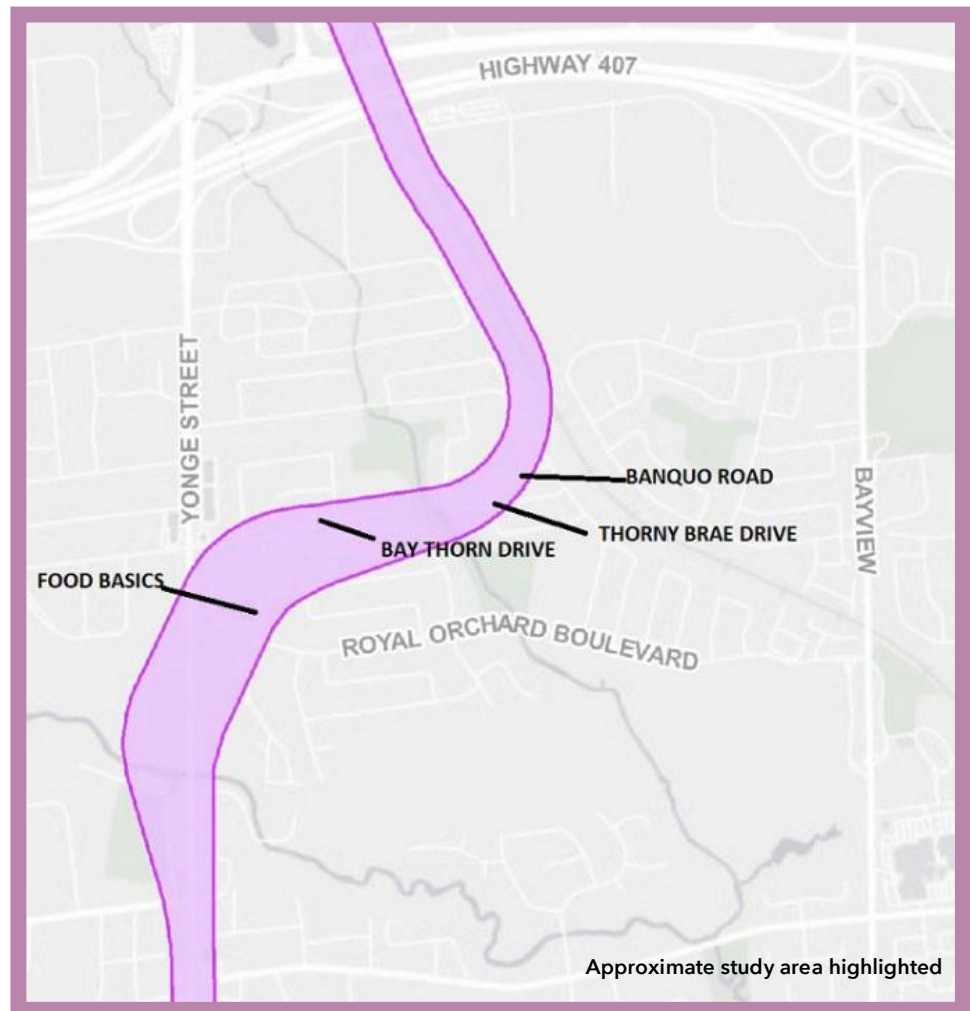 HIGHWAY 407
YONGE STREET
BANQUO ROAD
BAYVIEW
THORNY BRAE DRIVE
BAY THORN DRIVE
FOOD BASICS
ROYAL ORCHARD BOULEVARD
Approximate study area highlighted